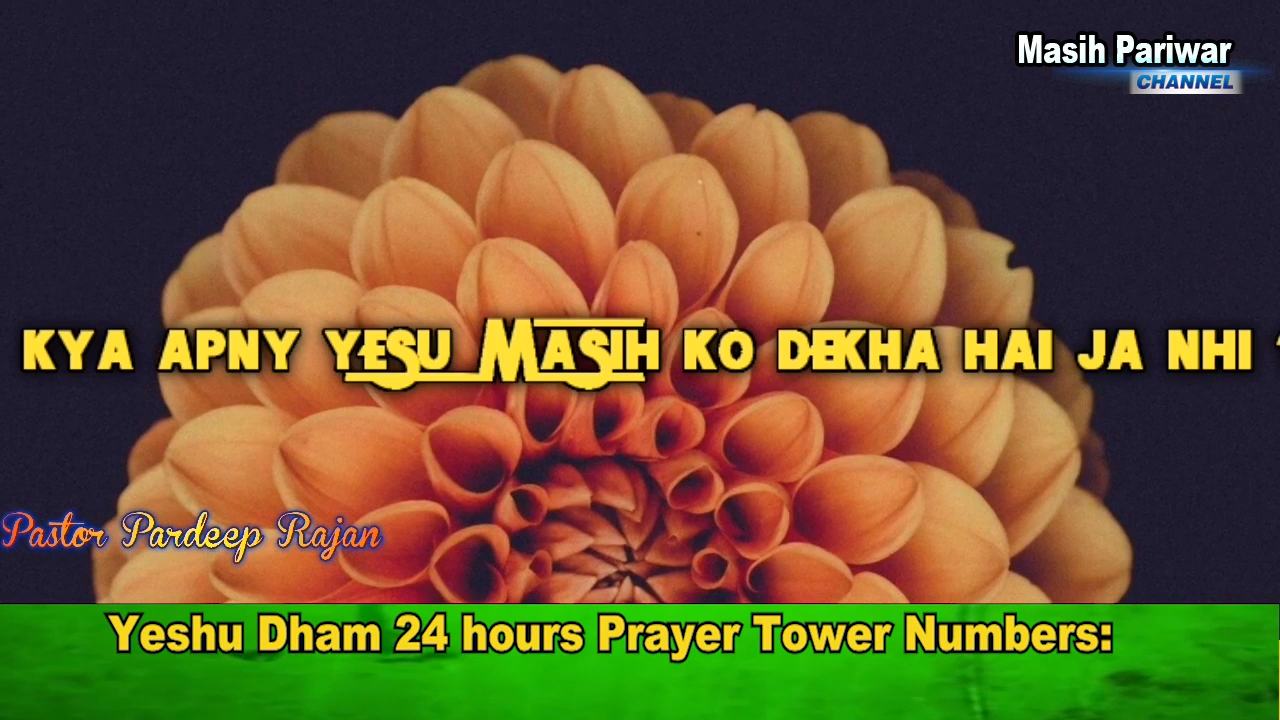 Masih Pariwar
CHANNEL
KYA APNY YESU MASIH KO DEKHA HAI JA NHI
Pastor Pardeep Rajan
Yeshu Dham 24 hours Prayer Tower Numbers: